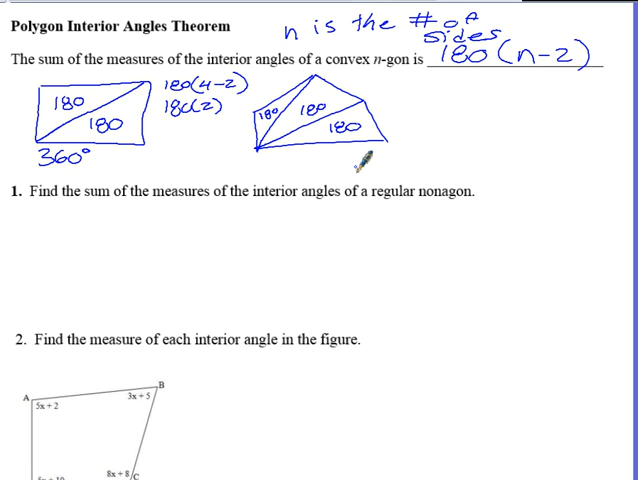 Polygon Interior Angles Theorem
n is the # of sides
The sum of the measures of the interior angles of a convex n-gon is 180(n-2)
180
180
360°
180(4-2)
180(2)
180
180
180
1. Find the sum of the measures of the interior angles of a regular nonagon.
2. Find the measure of each interior angle in the figure.
A
B
5x + 2
3x + 5
8x + 8
C